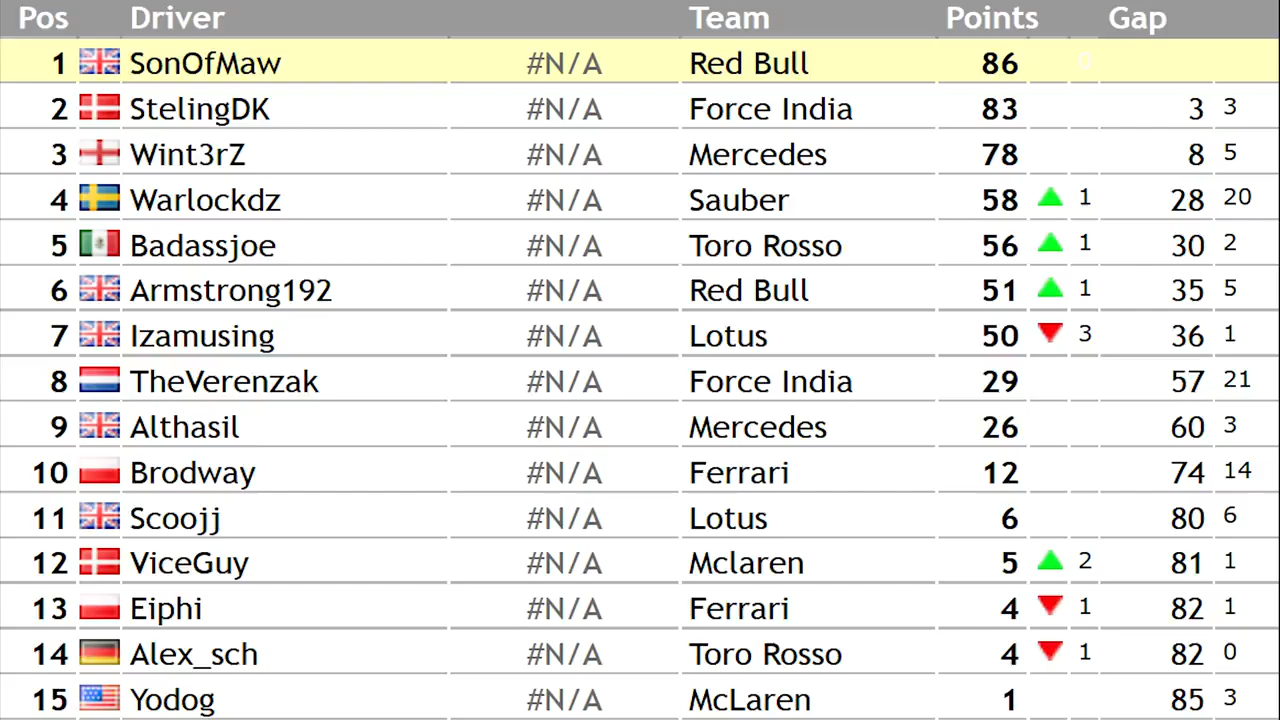 Pos Driver Team Points Gap
1 SonOfMaw #N/A Red Bull 86 0
2 StelingDK #N/A Force India 83 3 3
3 Wint3rZ #N/A Mercedes 78 8 5
4 Warlockdz #N/A Sauber 58 1 28 20
5 Badassjoe #N/A Toro Rosso 56 1 30 2
6 Armstrong192 #N/A Red Bull 51 1 35 5
7 Izamusing #N/A Lotus 50 3 36 1
8 TheVerenzak #N/A Force India 29 57 21
9 Althasil #N/A Mercedes 26 60 3
10 Brodway #N/A Ferrari 12 74 14
11 Scoojj #N/A Lotus 6 80 6
12 ViceGuy #N/A Mclaren 5 2 81 1
13 Eiphi #N/A Ferrari 4 1 82 1
14 Alex_sch #N/A Toro Rosso 4 1 82 0
15 Yodog #N/A McLaren 1 85 3